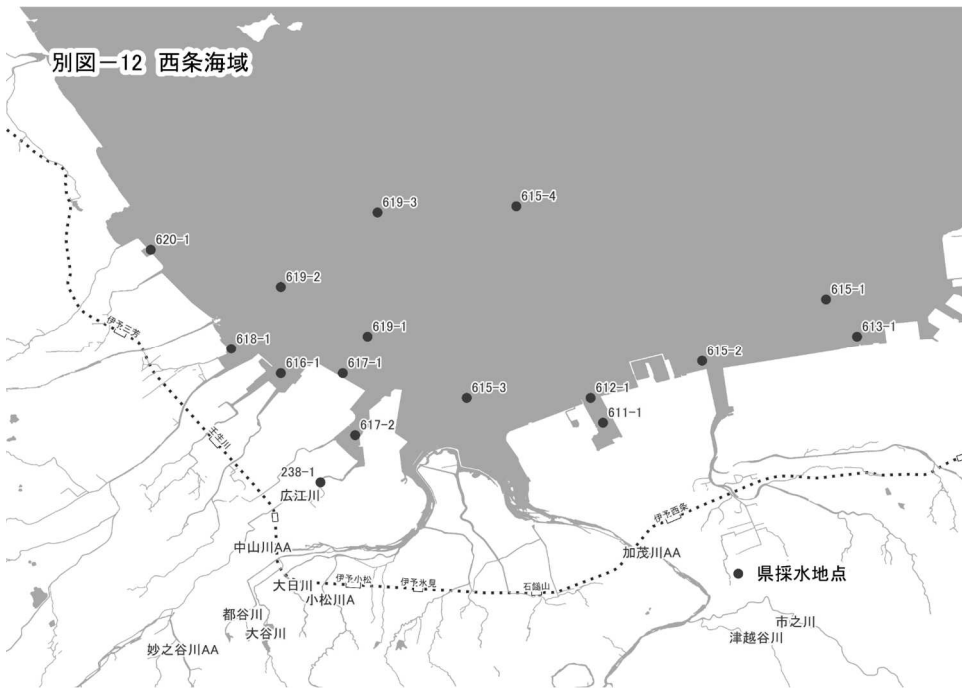 別図－12 西条海域
619-3
615-4
620-1
619-2
615-1
619-1
613-1
618-1
615-2
616-1
617-1
615-3
612-1
611-1
617-2
238-1
広江川
伊予三芳
壬生川
伊予西条
中山川AA
加茂川AA
大日川
伊予小松
伊予氷見
石鎚山
県採水地点
小松川A
都谷川
大谷川
市之川
津越谷川
妙之谷川AA